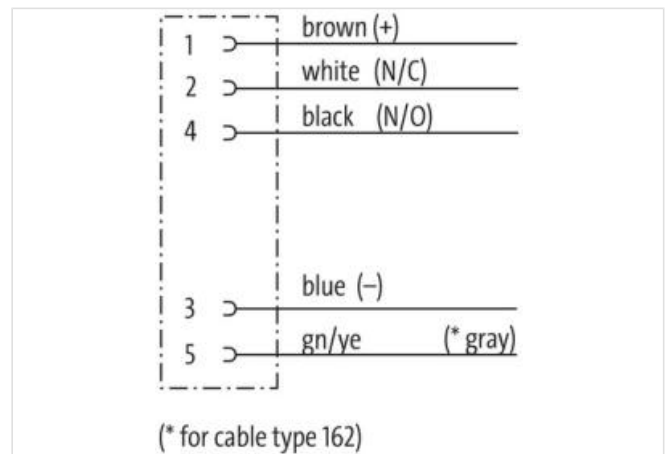 1 brown (+)
2 white (N/C)
4 black (N/O)
3 blue (–)
5 gn/ye (* gray)
(* for cable type 162)